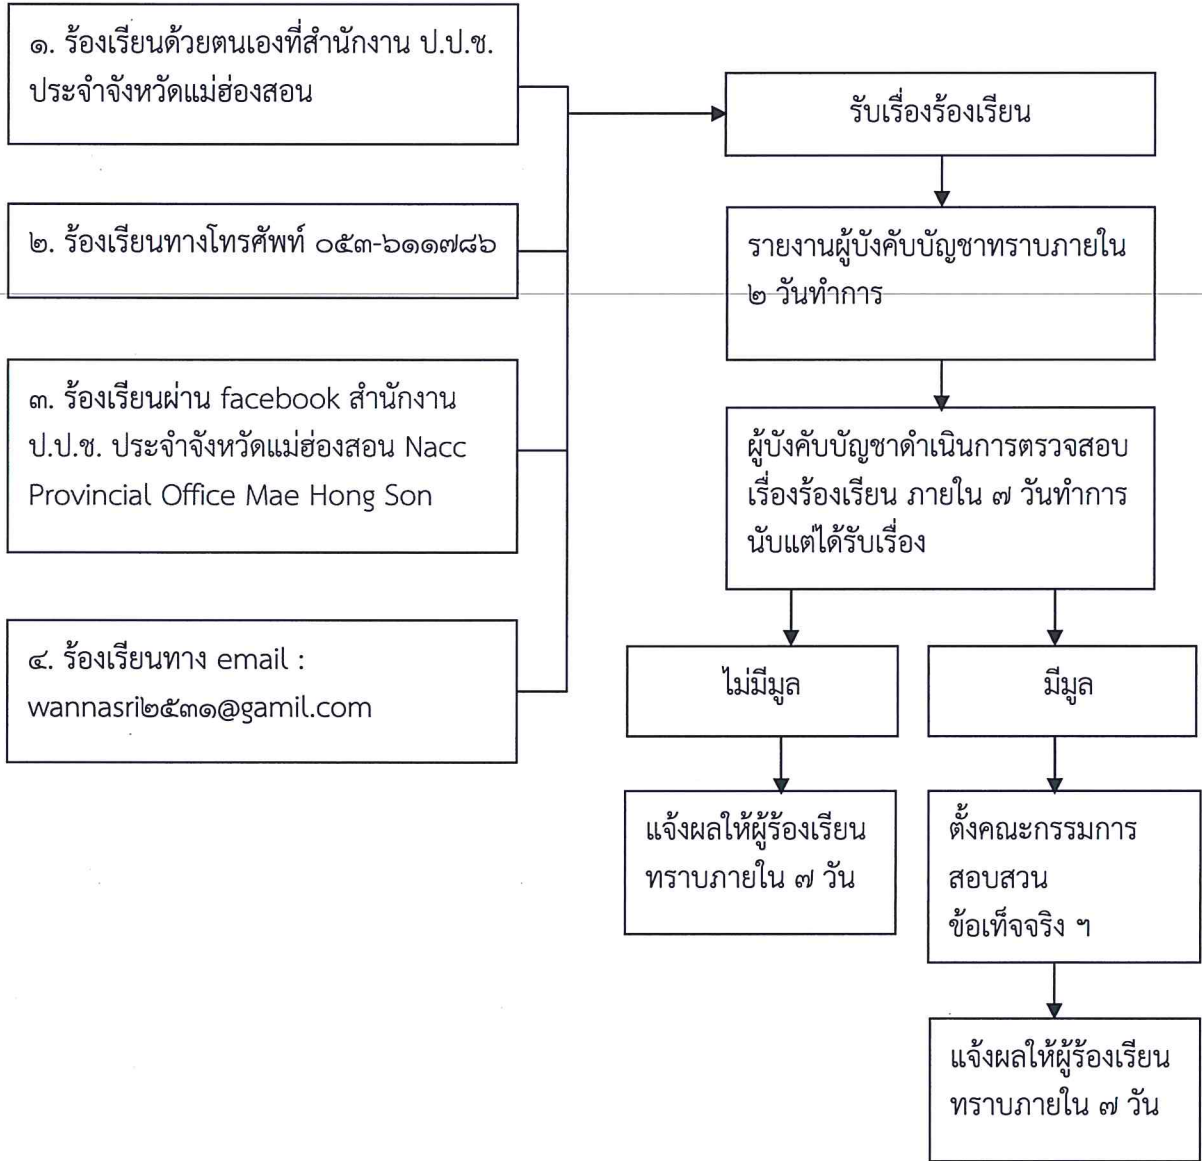 ๑. ร้องเรียนด้วยตนเองที่สำนักงาน ป.ป.ช.
ประจำจังหวัดแม่ฮ่องสอน
๒. ร้องเรียนทางโทรศัพท์ ๐๕๓-๖๑๑๗๘๖
๓. ร้องเรียนผ่าน facebook สำนักงาน
ป.ป.ช. ประจำจังหวัดแม่ฮ่องสอน Nacc
Provincial Office Mae Hong Son
๔. ร้องเรียนทาง email :
wannasri๒๕๓๑@gamil.com
รับเรื่องร้องเรียน
รายงานผู้บังคับบัญชาทราบภายใน
๒ วันทำการ
ผู้บังคับบัญชาดำเนินการตรวจสอบ
เรื่องร้องเรียน ภายใน ๗ วันทำการ
นับแต่ได้รับเรื่อง
ไม่มีมูล
แจ้งผลให้ผู้ร้องเรียน
ทราบภายใน ๗ วัน
มีมูล
ตั้งคณะกรรมการ
สอบสวน
ข้อเท็จจริง ฯ
แจ้งผลให้ผู้ร้องเรียน
ทราบภายใน ๗ วัน